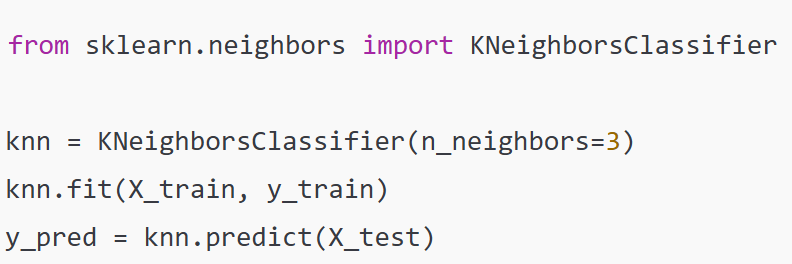 from sklearn.neighbors import KNeighborsClassifier
knn = KNeighborsClassifier(n_neighbors=3)
knn.fit(X_train, y_train)
y_pred = knn.predict(X_test)